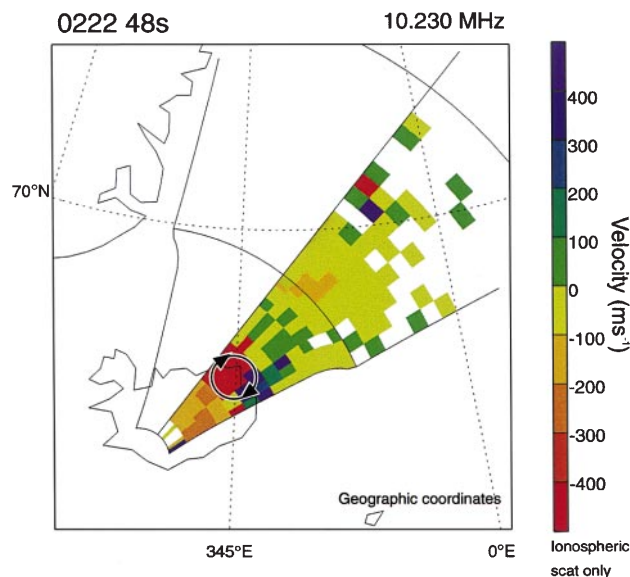 0222 48s
10.230 MHz
70°N
400
300
200
100
0
-100
-200
-300
-400
Velocity (ms⁻¹)
Geographic coordinates
345°E
0°E
Ionospheric
scat only